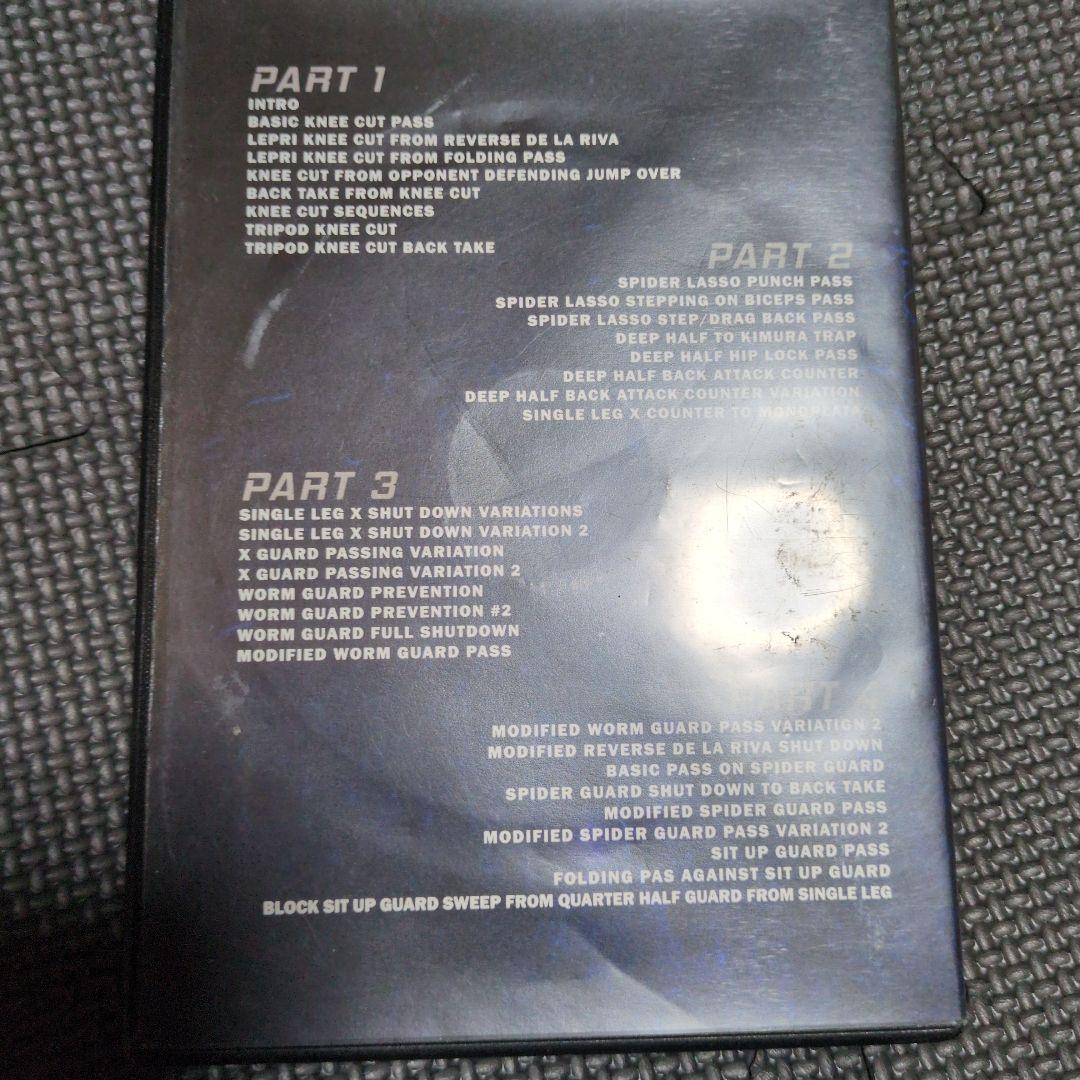 PART 1
INTRO
BASIC KNEE CUT PASS
LEPRI KNEE CUT FROM REVERSE DE LA RIVA
LEPRI KNEE CUT FROM FOLDING PASS
KNEE CUT FROM OPPONENT DEFENDING JUMP OVER
BACK TAKE FROM KNEE CUT
KNEE CUT SEQUENCES
TRIPOD KNEE CUT
TRIPOD KNEE CUT BACK TAKE
PART 2
SPIDER LASSO PUNCH PASS
SPIDER LASSO STEPPING ON BICEPS PASS
SPIDER LASSO STEP/DRAG BACK PASS
DEEP HALF TO KIMURA TRAP
DEEP HALF HIP LOCK PASS
DEEP HALF BACK ATTACK COUNTER
DEEP HALF BACK ATTACK COUNTER VARIATION
SINGLE LEG X COUNTER TO MONOPLATA
PART 3
SINGLE LEG X SHUT DOWN VARIATIONS
SINGLE LEG X SHUT DOWN VARIATION 2
X GUARD PASSING VARIATION
X GUARD PASSING VARIATION 2
WORM GUARD PREVENTION
WORM GUARD PREVENTION #2
WORM GUARD FULL SHUTDOWN
MODIFIED WORM GUARD PASS
PART
MODIFIED WORM GUARD PASS VARIATION 2
MODIFIED REVERSE DE LA RIVA SHUT DOWN
BASIC PASS ON SPIDER GUARD
SPIDER GUARD SHUT DOWN TO BACK TAKE
MODIFIED SPIDER GUARD PASS
MODIFIED SPIDER GUARD PASS VARIATION 2
SIT UP GUARD PASS
FOLDING PAS AGAINST SIT UP GUARD
BLOCK SIT UP GUARD SWEEP FROM QUARTER HALF GUARD FROM SINGLE LEG